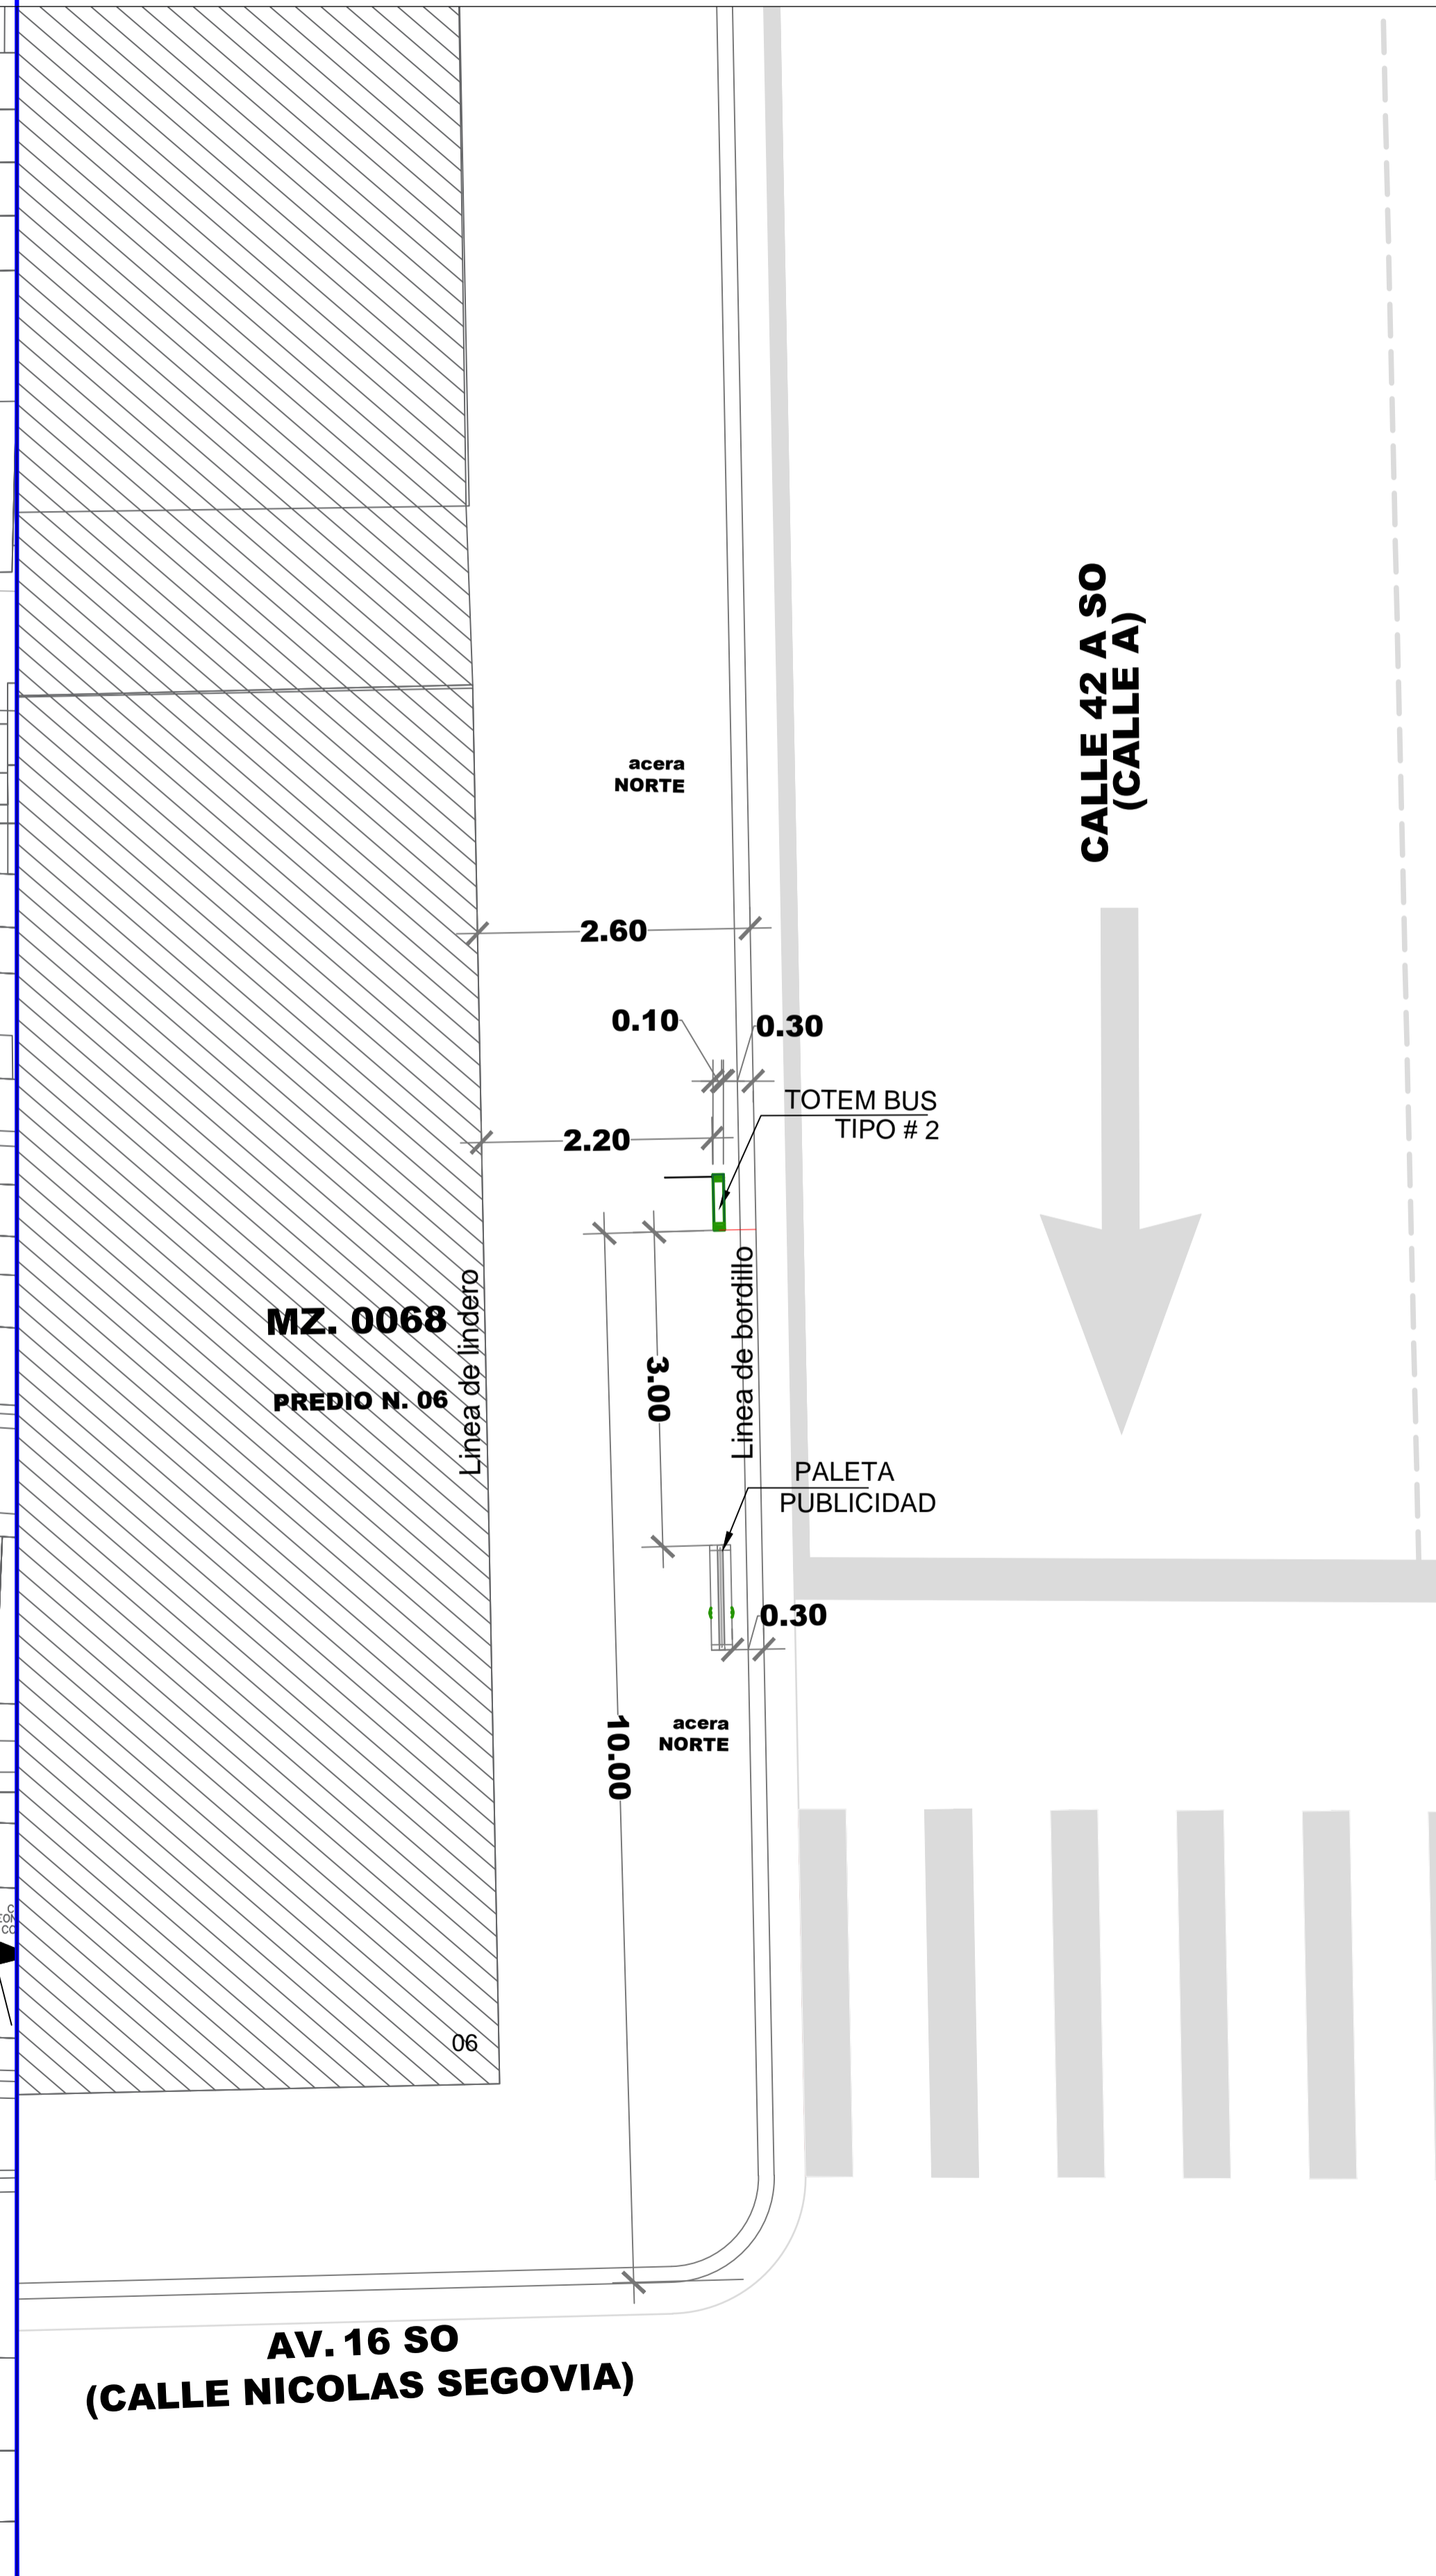 CALLE 42 A SO
(CALLE A)
acera
NORTE
2.60
0.10
0.30
TOTEM BUS
TIPO # 2
2.20
Linea de lindero
Linea de bordillo
MZ. 0068
PREDIO N. 06
3.00
PALETA
PUBLICIDAD
0.30
10.00
acera
NORTE
06
AV. 16 SO
(CALLE NICOLAS SEGOVIA)